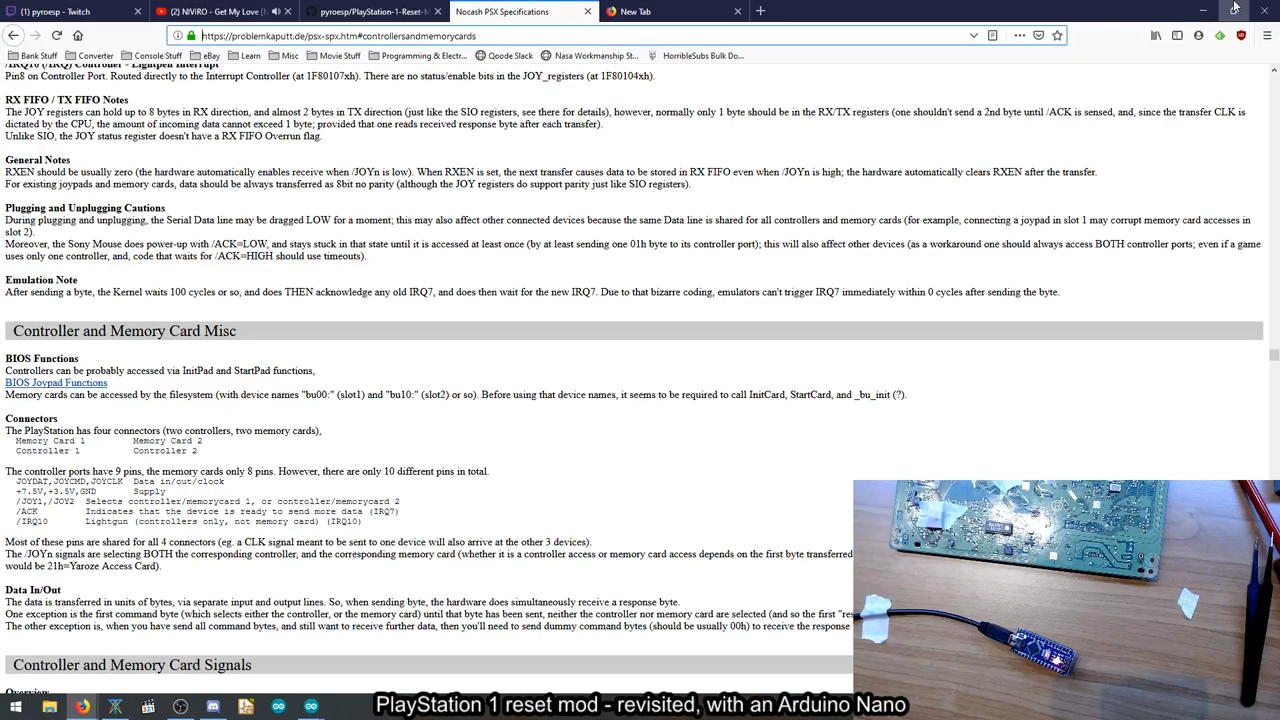 (1) pyroesp - Twitch
(2) NIVIRO - Get My Love [
pyroesp/PlayStation-1-Reset-M
Nocash PSX Specifications
New Tab
https://problemkaputt.de/psx-spx.htm#controllersandmemorycards
Bank Stuff
Converter
Console Stuff
eBay
Learn
Misc.
Mouse Stuff
Programming & Electr...
Qoode Slack
Nasa Workmanship St...
HorribleSubs Batch D...
/IRQ10 (IRQ) Controller - Lightpen Interrupt
Pin8 on Controller Port. Routed directly to the Interrupt Controller (at 1F80107xh). There are no status/enable bits in the JOY_registers (at 1F80104xh).
RX FIFO / TX FIFO Notes
The JOY registers can hold up to 8 bytes in RX direction, and almost 2 bytes in TX direction (just like the SIO registers, see there for details), however, normally only 1 byte should be in the RX/TX registers (one shouldn't send a 2nd byte until /ACK is sensed, and, since the transfer CLK is
dictated by the CPU, the amount of incoming data cannot exceed 1 byte; provided that one reads received response byte after each transfer).
Unlike SIO, the JOY status register doesn't have a RX FIFO Overrun flag.
General Notes
RXEN should be usually zero (the hardware automatically enables receive when /JOYn is low). When RXEN is set, the next transfer causes data to be stored in RX FIFO even when /JOYn is high; the hardware automatically clears RXEN after the transfer.
For existing joypads and memory cards, data should be always transferred as 8bit no parity (although the JOY registers do support parity just like SIO registers).
Plugging and Unplugging Cautions
During plugging and unplugging, the Serial Data line may be dragged LOW for a moment; this may also affect other connected devices because the same Data line is shared for all controllers and memory cards (for example, connecting a joypad in slot 1 may corrupt memory card accesses in
slot 2).
Moreover, the Sony Mouse does power-up with /ACK=LOW, and stays stuck in that state until it is accessed at least once (by at least sending one 01h byte to its controller port); this will also affect other devices (as a workaround one should always access BOTH controller ports; even if a game
uses only one controller, and, code that waits for /ACK=HIGH should use timeouts).
Emulation Note
After sending a byte, the Kernel waits 100 cycles or so, and does THEN acknowledge any old IRQ7, and does then wait for the new IRQ7. Due to that bizarre coding, emulators can't trigger IRQ7 immediately within 0 cycles after sending the byte.
Controller and Memory Card Misc
BIOS Functions
Controllers can be probably accessed via InitPad and StartPad functions,
BIOS Joypad Functions
Memory cards can be accessed by the filesystem (with device names "bu00:" (slot1) and "bu10:" (slot2) or so). Before using that device names, it seems to be required to call InitCard, StartCard, and _bu_init (?).
Connectors
The PlayStation has four connectors (two controllers, two memory cards),
Memory Card 1 Memory Card 2
Controller 1 Controller 2
The controller ports have 9 pins, the memory cards only 8 pins. However, there are only 10 different pins in total.
JOYDAT,JOYCMD,JOYCLK Data in/out/clock
+7.5V,+3.5V,GND Supply
/JOY1,/JOY2 Selects controller/memorycard 1, or controller/memorycard 2
/ACK Indicates that the device is ready to send more data (IRQ7)
/IRQ10 Lightgun (controllers only, not memory card) (IRQ10)
Most of these pins are shared for all 4 connectors (eg. a CLK signal meant to be sent to one device will also arrive at the other 3 devices).
The /JOYn signals are selecting BOTH the corresponding controller, and the corresponding memory card (whether it is a controller access or memory card access depends on the first byte transferred
would be 21h=Yaroze Access Card).
Data In/Out
The data is transferred in units of bytes, via separate input and output lines. So, when sending byte, the hardware does simultaneously receive a response byte.
One exception is the first command byte (which selects either the controller, or the memory card) until that byte has been sent, neither the controller nor memory card are selected (and so the first "res
The other exception is, when you have send all command bytes, and still want to receive further data, then you'll need to send dummy command bytes (should be usually 00h) to receive the response
Controller and Memory Card Signals
Overview
PlayStation 1 reset mod - revisited, with an Arduino Nano